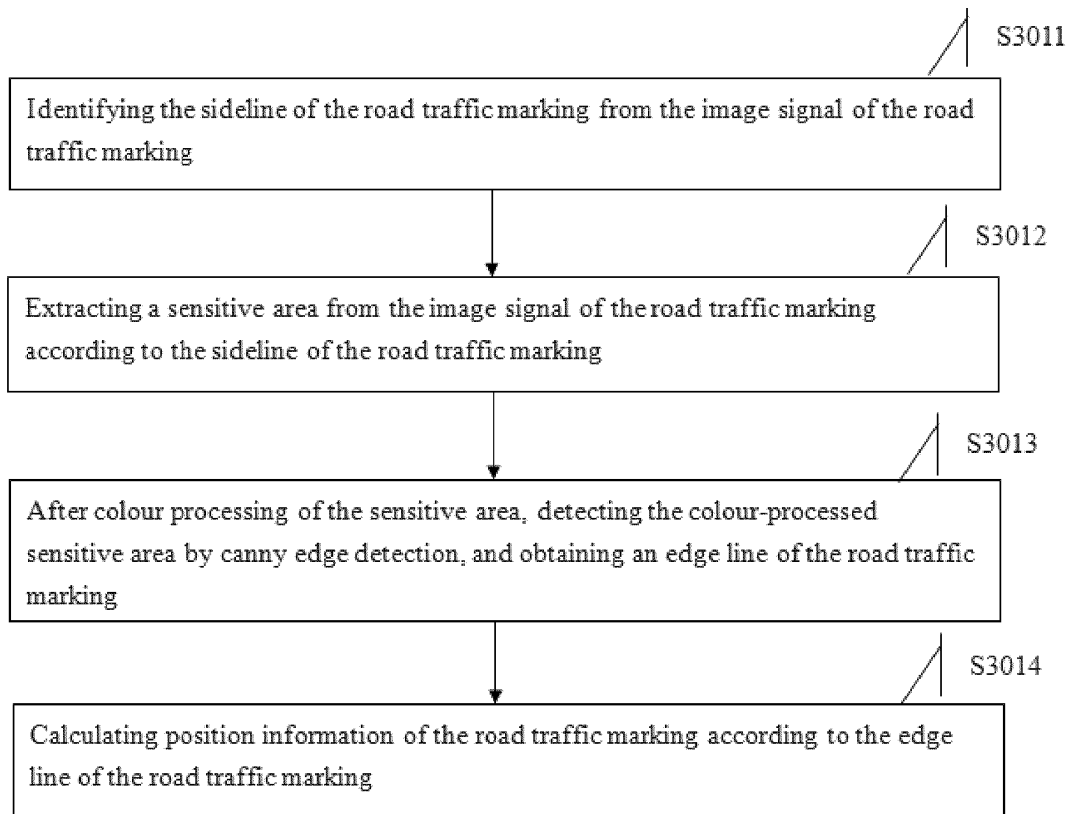 S3011
Identifying the sideline of the road traffic marking from the image signal of the road
traffic marking
S3012
Extracting a sensitive area from the image signal of the road traffic marking
according to the sideline of the road traffic marking
S3013
After colour processing of the sensitive area, detecting the colour-processed
sensitive area by canny edge detection, and obtaining an edge line of the road traffic
marking
S3014
Calculating position information of the road traffic marking according to the edge
line of the road traffic marking